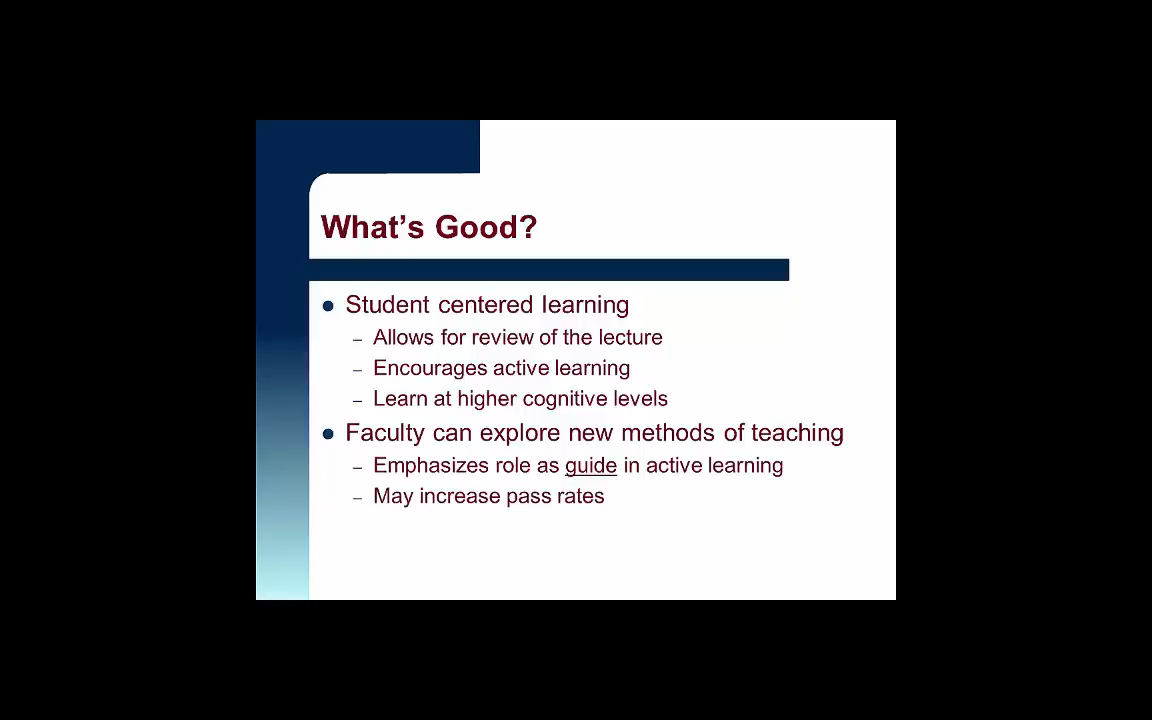 What’s Good?
● Student centered learning
– Allows for review of the lecture
– Encourages active learning
– Learn at higher cognitive levels
● Faculty can explore new methods of teaching
– Emphasizes role as guide in active learning
– May increase pass rates